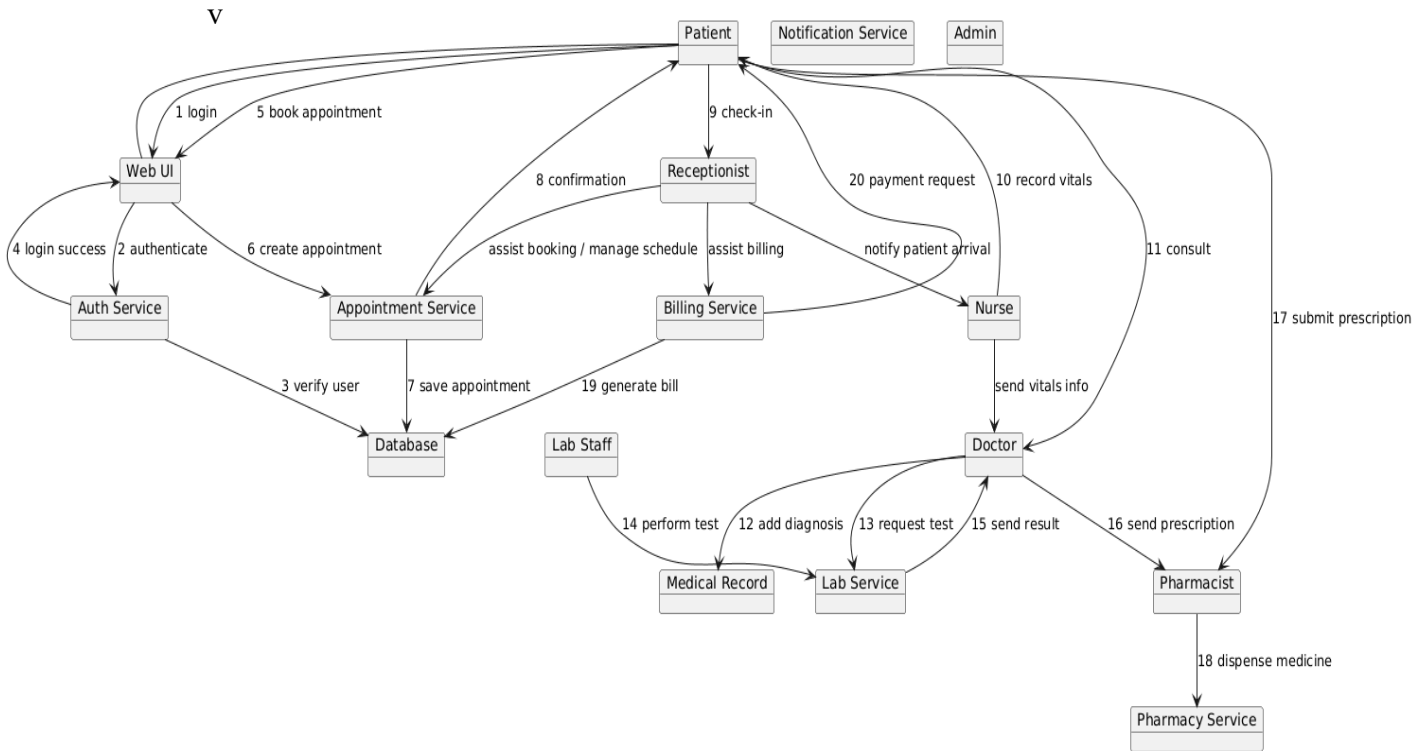 v
Patient
Notification Service
Admin
1 login
5 book appointment
9 check-in
Web UI
Receptionist
8 confirmation
20 payment request
10 record vitals
4 login success
2 authenticate
6 create appointment
assist booking / manage schedule
assist billing
notify patient arrival
11 consult
Auth Service
Appointment Service
Billing Service
Nurse
17 submit prescription
3 verify user
7 save appointment
19 generate bill
send vitals info
Database
Lab Staff
Doctor
14 perform test
12 add diagnosis
13 request test
15 send result
16 send prescription
Medical Record
Lab Service
Pharmacist
18 dispense medicine
Pharmacy Service